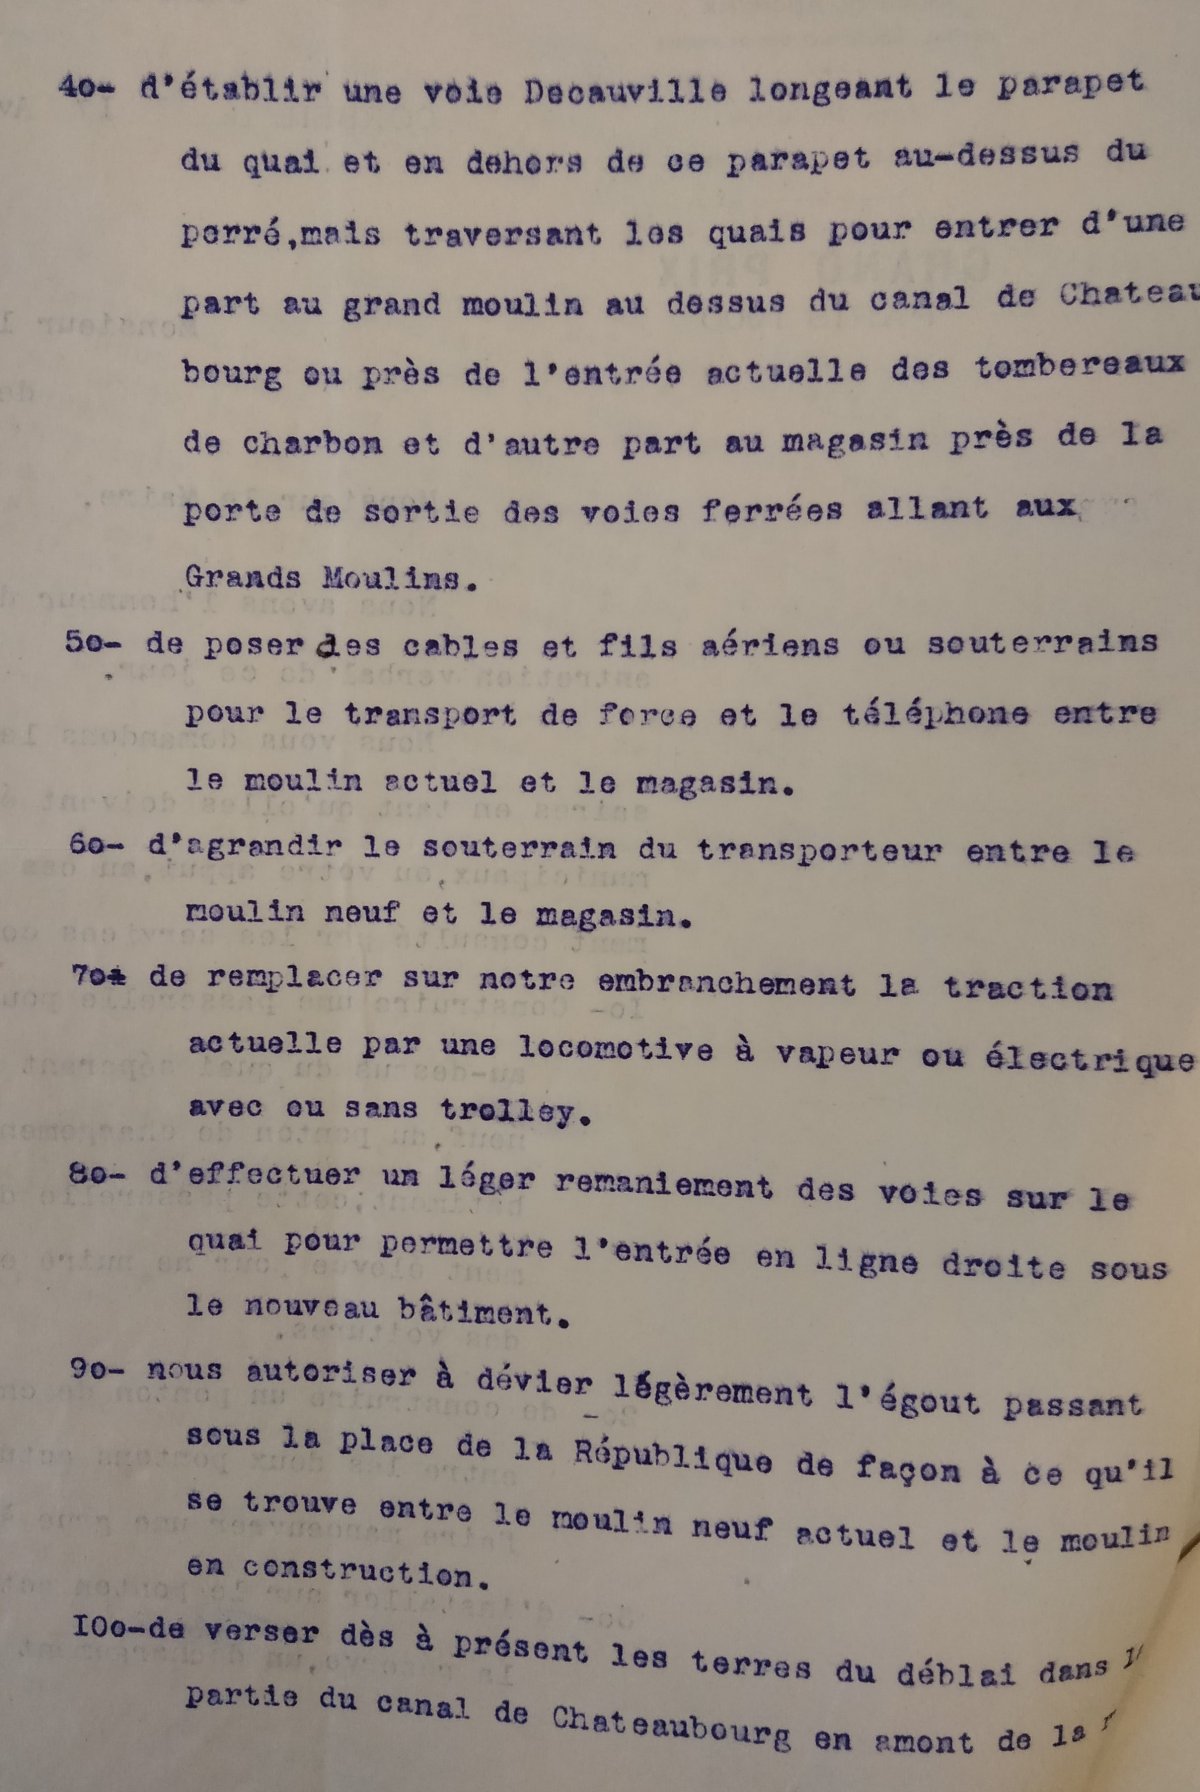 4o- d'établir une voie Decauville longeant le parapet
du quai et en dehors de ce parapet au-dessus du
perré,mais traversant les quais pour entrer d'une
part au grand moulin au dessus du canal de Chateau
bourg ou près de l'entrée actuelle des tombereaux
de charbon et d'autre part au magasin près de la
porte de sortie des voies ferrées allant aux
Grands Moulins.
5o- de poser des cables et fils aériens ou souterrains
pour le transport de force et le téléphone entre
le moulin actuel et le magasin.
6o- d'agrandir le souterrain du transporteur entre le
moulin neuf et le magasin.
7o- de remplacer sur notre embranchement la traction
actuelle par une locomotive à vapeur ou électrique
avec ou sans trolley.
8o- d'effectuer un léger remaniement des voies sur le
quai pour permettre l'entrée en ligne droite sous
le nouveau bâtiment.
9o- nous autoriser à dévier légèrement l'égout passant
sous la place de la République de façon à ce qu'il
se trouve entre le moulin neuf actuel et le moulin
en construction.
IOo-de verser dès à présent les terres du déblai dans
partie du canal de Chateaubourg en amont de la